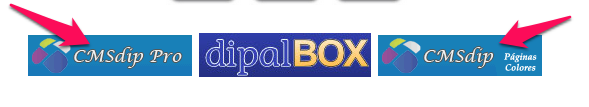 CMSdip Pro
dipalBOX
CMSdip
Páginas
Colores